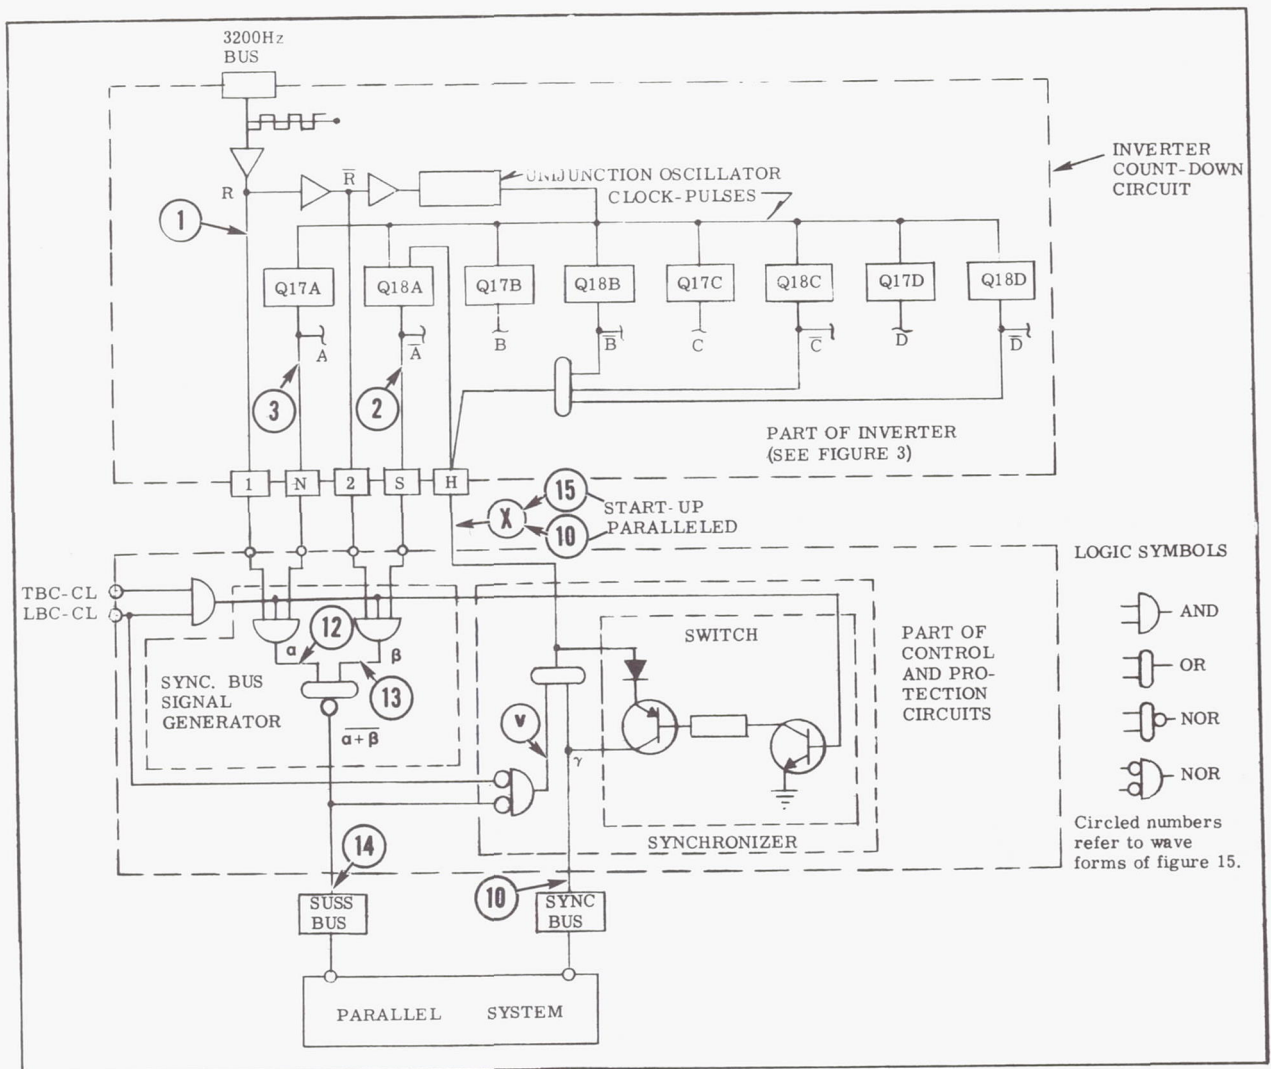 3200Hz
BUS
INVERTER
COUNT-DOWN
CIRCUIT
UNIJUNCTION OSCILLATOR
CLOCK-PULSES
R
R̅
1
Q17A
Q18A
Q17B
Q18B
Q17C
Q18C
Q17D
Q18D
A
A̅
B
B̅
C
C̅
D
D̅
3
2
PART OF INVERTER
(SEE FIGURE 3)
1
N
2
S
H
X
15
START-UP
10
PARALLELED
LOGIC SYMBOLS
TBC-CL
LBC-CL
12
α
β
13
SYNC. BUS
SIGNAL
GENERATOR
α+β
SWITCH
V
γ
SYNCHRONIZER
PART OF
CONTROL
AND PRO-
TECTION
CIRCUITS
AND
OR
NOR
NOR
Circled numbers
refer to wave
forms of figure 15.
14
10
SUSS
BUS
SYNC
BUS
PARALLEL SYSTEM